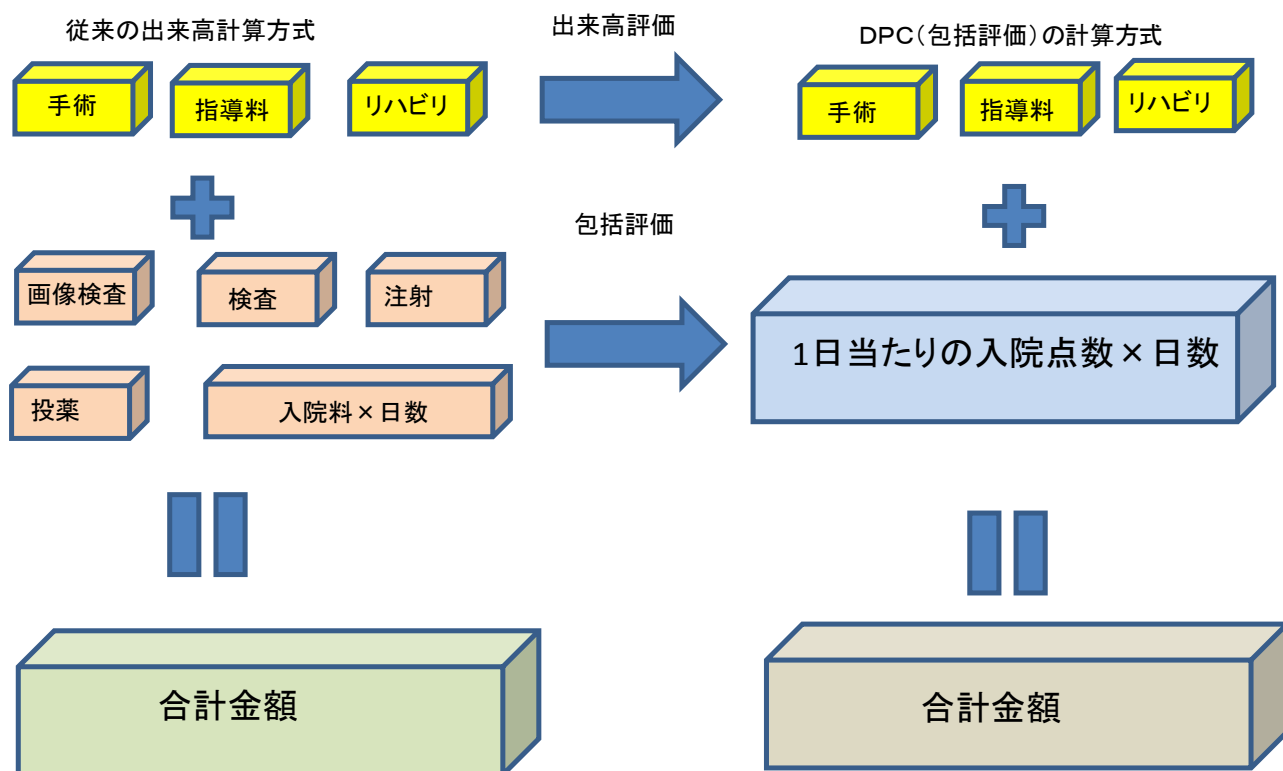 従来の出来高計算方式
出来高評価
DPC(包括評価)の計算方式
手術
指導料
リハビリ
手術
指導料
リハビリ
包括評価
画像検査
検査
注射
1日当たりの入院点数×日数
投薬
入院料×日数
合計金額
合計金額